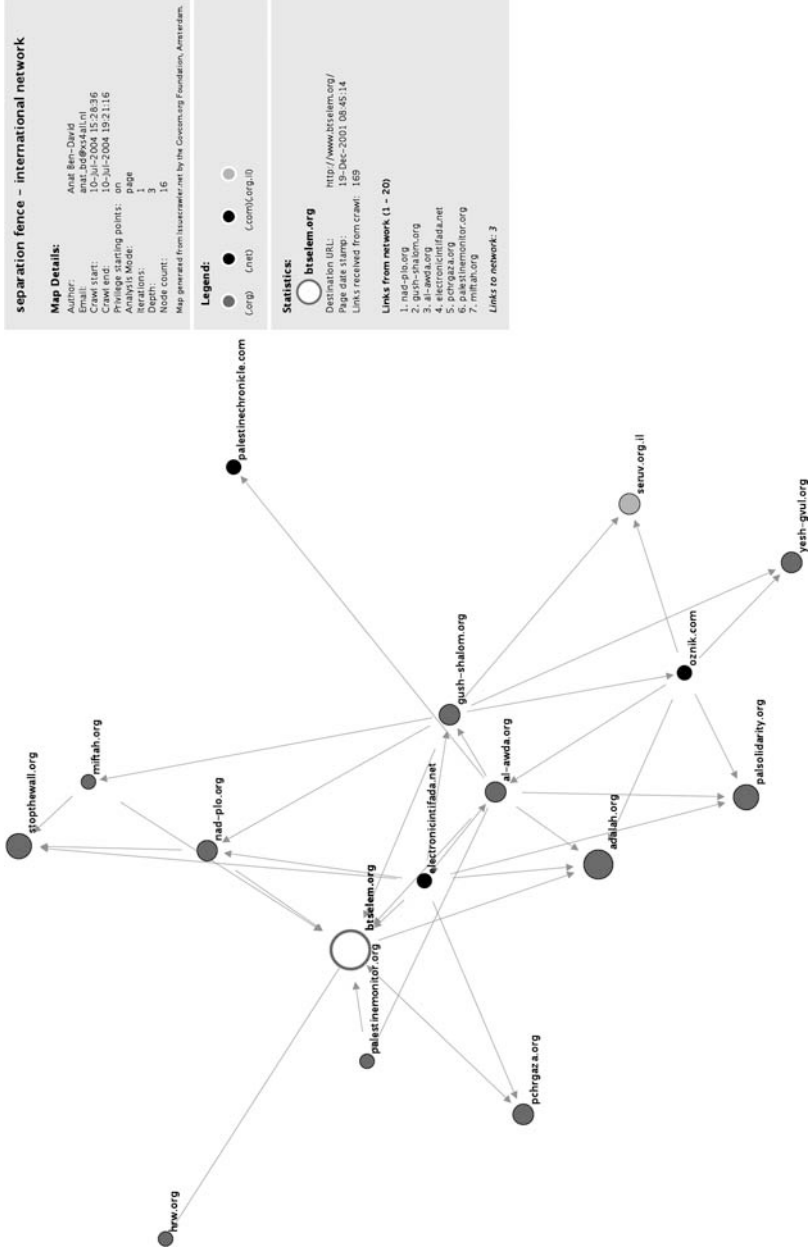 separation fence – international network
Map Details:
Author: Anat Ben-David
Email: anat_bd@xs4all.nl
Crawl start: 10-Jul-2004 15:28:36
Crawl end: 10-Jul-2004 19:21:16
Privilege starting points: on
Analysis Mode: page
Iterations: 1
Depth: 3
Node count: 16
Map generated from Issuecrawler.net by the Govcom.org Foundation, Amsterdam.
Legend:
(.org) (.net) (.com)(.org.il)
Statistics:
btselem.org
Destination URL: http://www.btselem.org/
Page date stamp: 19-Dec-2001 08:45:14
Links received from crawl: 169
Links from network (1 – 20)
1. nad-plo.org
2. gush-shalom.org
3. al-awda.org
4. electronicintifada.net
5. pchrgaza.org
6. palestinemonitor.org
7. miftah.org
Links to network: 3
palestinechronicle.com
stopthewall.org
miftah.org
nad-plo.org
gush-shalom.org
seruv.org.il
yesh-gvul.org
oznik.com
al-awda.org
electronicintifada.net
btselem.org
palestinemonitor.org
adalah.org
palsolidarity.org
pchrgaza.org
hrw.org